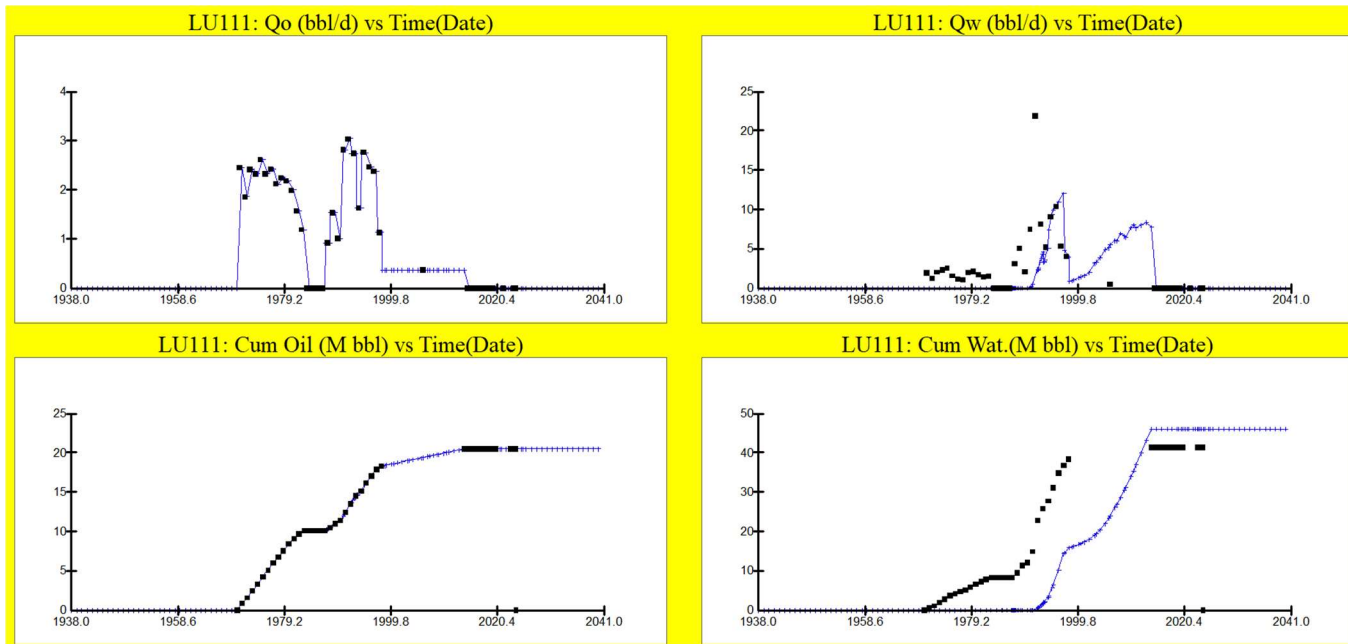 LU111: Qo (bbl/d) vs Time(Date)
4
3
2
1
0
1938.0 1958.6 1979.2 1999.8 2020.4 2041.0
LU111: Qw (bbl/d) vs Time(Date)
25
20
15
10
5
0
1938.0 1958.6 1979.2 1999.8 2020.4 2041.0
LU111: Cum Oil (M bbl) vs Time(Date)
25
20
15
10
5
0
1938.0 1958.6 1979.2 1999.8 2020.4 2041.0
LU111: Cum Wat.(M bbl) vs Time(Date)
50
40
30
20
10
0
1938.0 1958.6 1979.2 1999.8 2020.4 2041.0